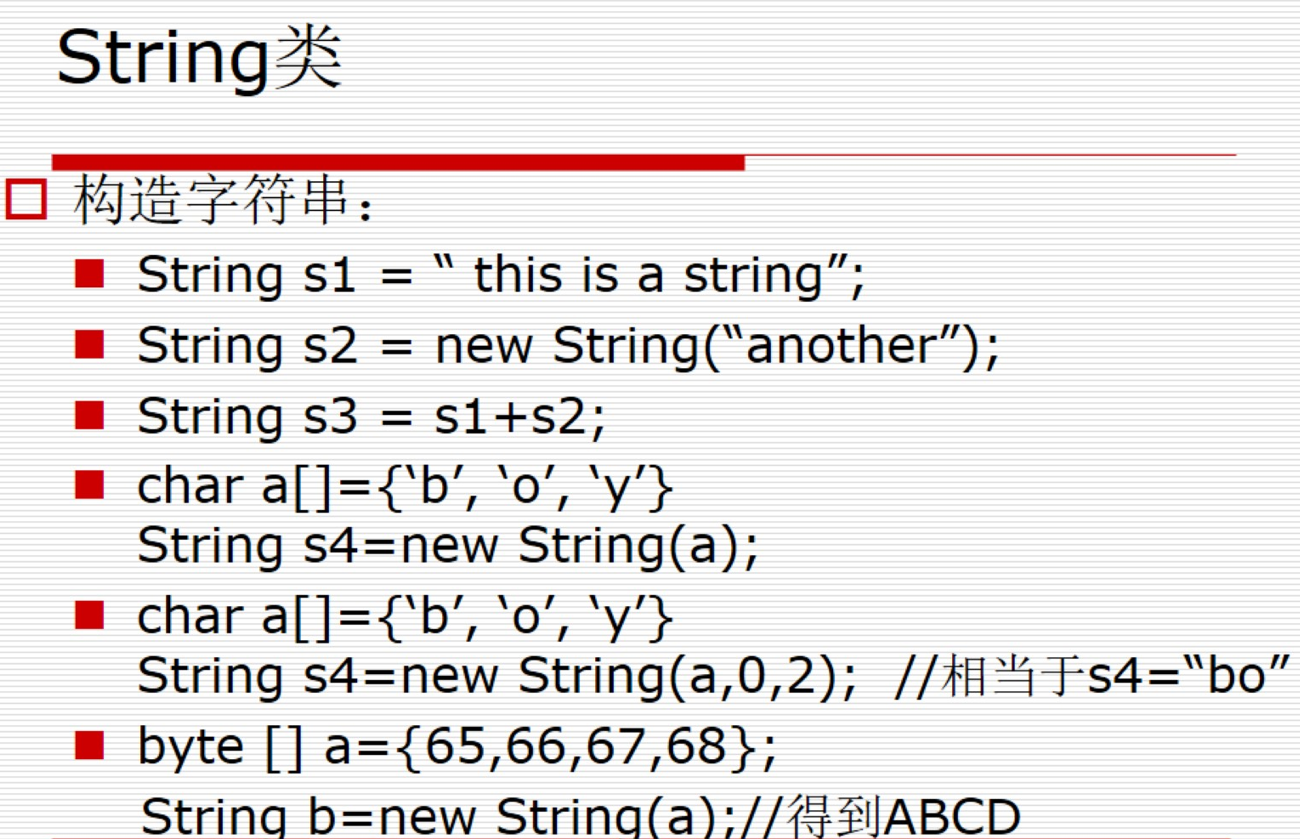 String类
构造字符串：
String s1 = “ this is a string”;
String s2 = new String(“another”);
String s3 = s1+s2;
char a[]={‘b’, ‘o’, ‘y’}
String s4=new String(a);
char a[]={‘b’, ‘o’, ‘y’}
String s4=new String(a,0,2); //相当于s4=“bo”
byte [] a={65,66,67,68};
String b=new String(a);//得到ABCD